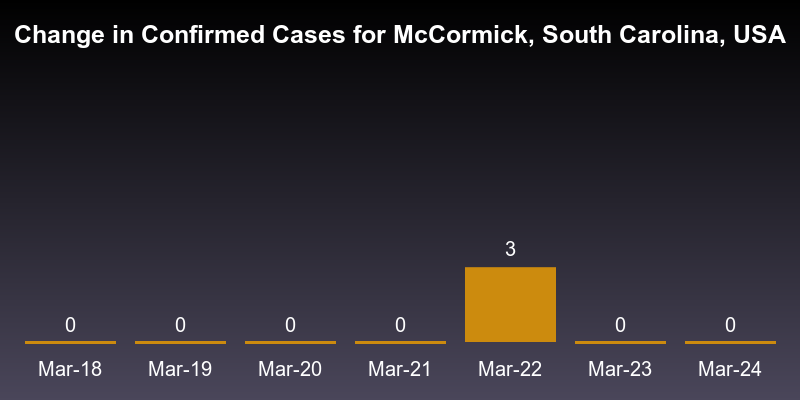 Change in Confirmed Cases for McCormick, South Carolina, USA
3
0 0 0 0 0 0
Mar-18 Mar-19 Mar-20 Mar-21 Mar-22 Mar-23 Mar-24